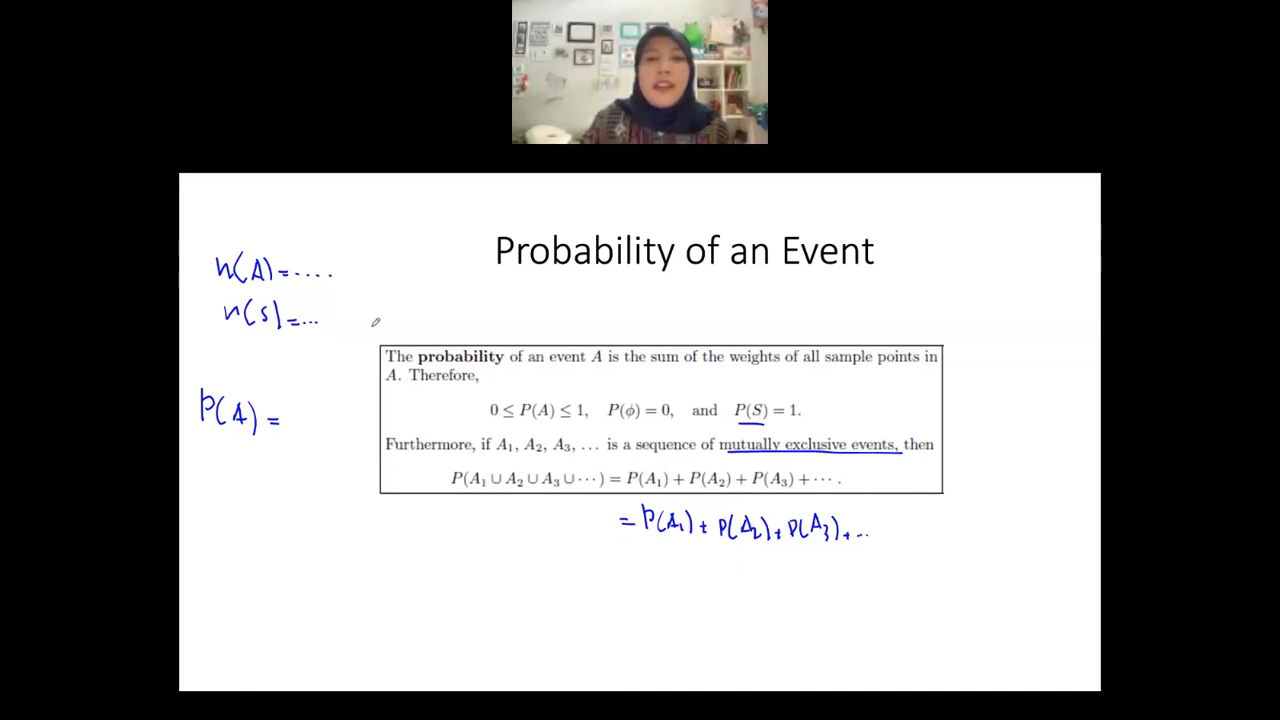 Probability of an Event
n(A) = ....
n(S) = ...
The probability of an event A is the sum of the weights of all sample points in
A. Therefore,
0 ≤ P(A) ≤ 1, P(ϕ) = 0, and P(S) = 1.
P(A) =
Furthermore, if A₁, A₂, A₃, … is a sequence of mutually exclusive events, then
P(A₁ ∪ A₂ ∪ A₃ ∪ ⋯) = P(A₁) + P(A₂) + P(A₃) + ⋯ .
= P(A₁) + P(A₂) + P(A₃) + ..